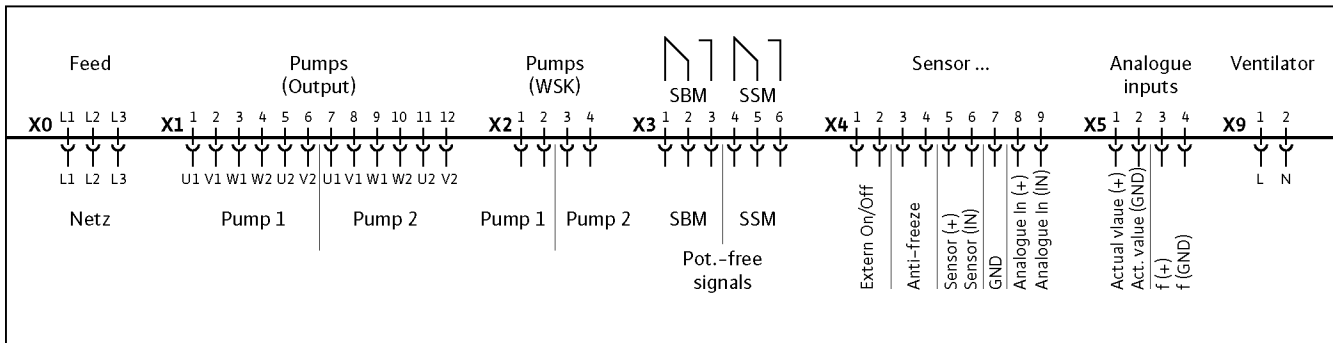 Feed
Pumps
(Output)
Pumps
(WSK)
SBM
SSM
Sensor ...
Analogue
inputs
Ventilator
X0 L1 L2 L3
X1 1 2 3 4 5 6 7 8 9 10 11 12
X2 1 2 3 4
X3 1 2 3 4 5 6
X4 1 2 3 4 5 6 7 8 9
X5 1 2 3 4
X9 1 2
L1 L2 L3
U1 V1 W1 W2 U2 V2 U1 V1 W1 W2 U2 V2
L N
Netz
Pump 1
Pump 2
Pump 1
Pump 2
SBM
SSM
Pot.-free
signals
Extern On/Off
Anti-freeze
Sensor (+)
Sensor (IN)
GND
Analogue In (+)
Analogue In (IN)
Actual vlaue (+)
Act. value (GND)
f (+)
f (GND)